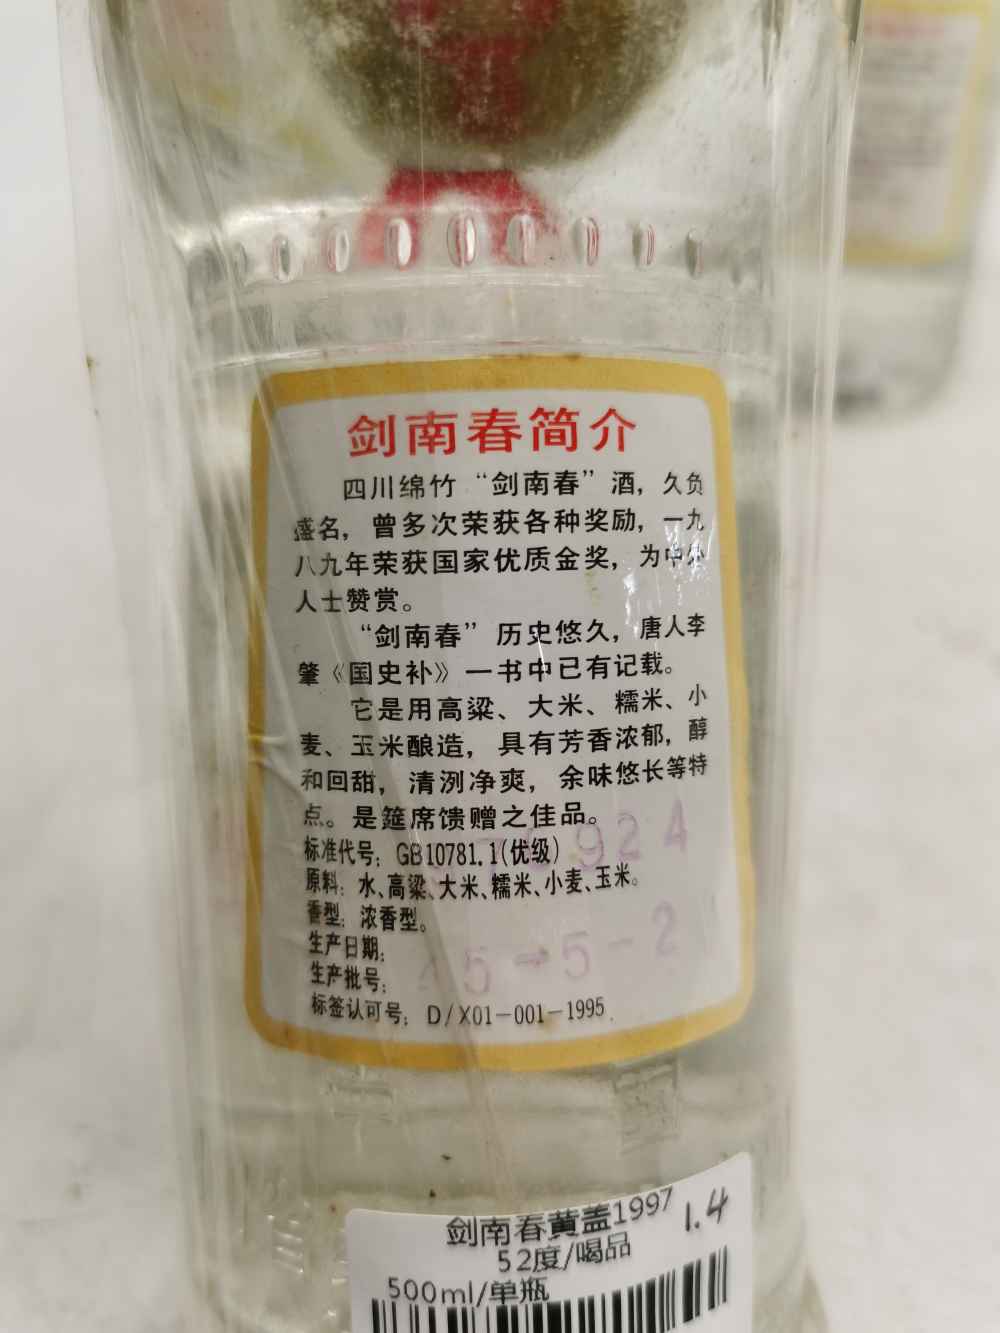 剑南春简介
四川绵竹“剑南春”酒，久负
盛名，曾多次荣获各种奖励，一九
八九年荣获国家优质金奖，为中外
人士赞赏。
“剑南春”历史悠久，唐人李
肇《国史补》一书中已有记载。
它是用高粱、大米、糯米、小
麦、玉米酿造，具有芳香浓郁，醇
和回甜，清洌净爽，余味悠长等特
点。是筵席馈赠之佳品。
标准代号：GB10781.1(优级)
924
原料：水、高粱、大米、糯米、小麦、玉米。
香型：浓香型。
生产日期：
5-5-2
生产批号：
标签认可号：D/X01-001-1995
剑南春黄盖1997
1.4
52度/喝品
500ml/单瓶